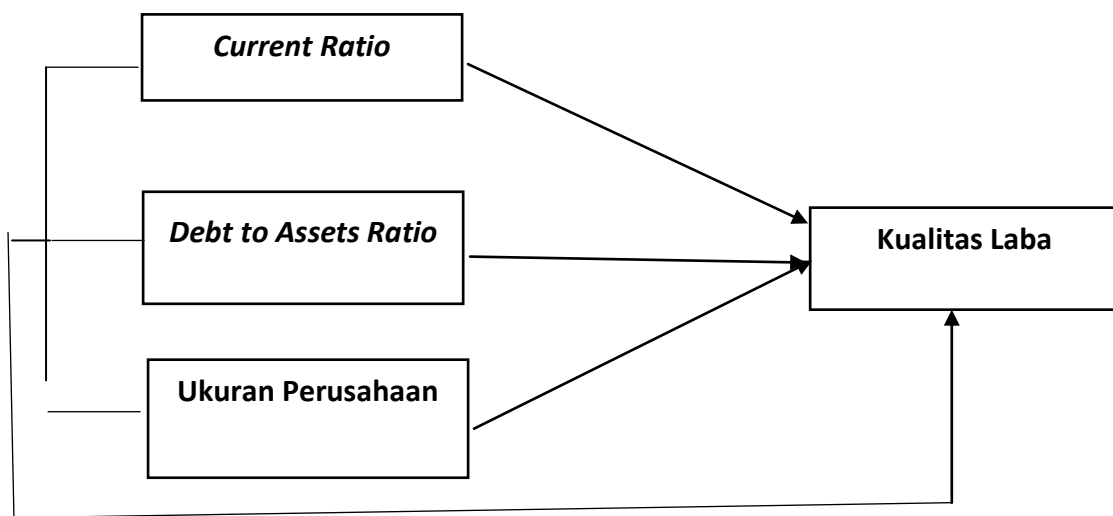 Current Ratio
Debt to Assets Ratio
Kualitas Laba
Ukuran Perusahaan